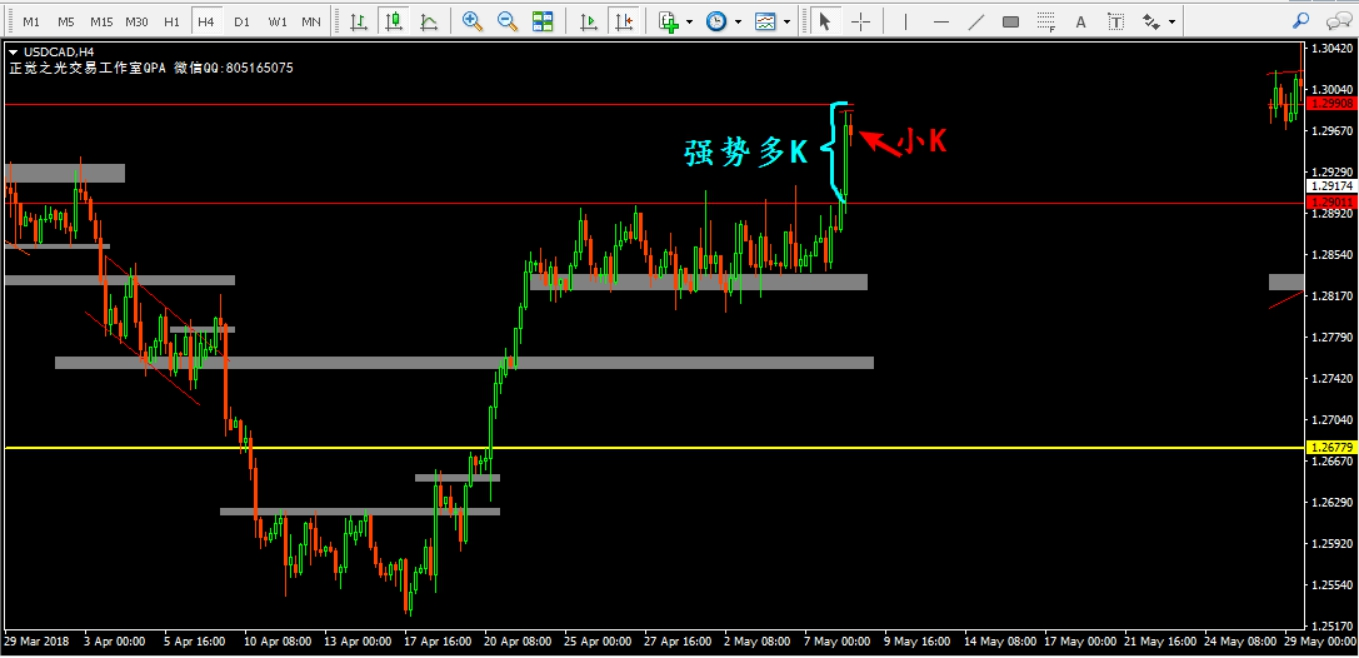 M1 M5 M15 M30 H1 H4 D1 W1 MN
A T
F
USDCAD,H4
正觉之光交易工作室QPA 微信QQ:805165075
强势多K
小K
1.30420
1.30040
1.29908
1.29670
1.29290
1.29174
1.29011
1.28920
1.28540
1.28170
1.27790
1.27420
1.27040
1.26779
1.26670
1.26290
1.25920
1.25540
1.25170
29 Mar 2018 3 Apr 00:00 5 Apr 16:00 10 Apr 08:00 13 Apr 00:00 17 Apr 16:00 20 Apr 08:00 25 Apr 00:00 27 Apr 16:00 2 May 08:00 7 May 00:00 9 May 16:00 14 May 08:00 17 May 00:00 21 May 16:00 24 May 08:00 29 May 00:00